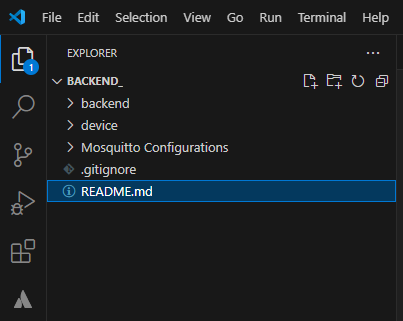 File Edit Selection View Go Run Terminal Help
EXPLORER
1
BACKEND_
backend
device
Mosquitto Configurations
.gitignore
README.md